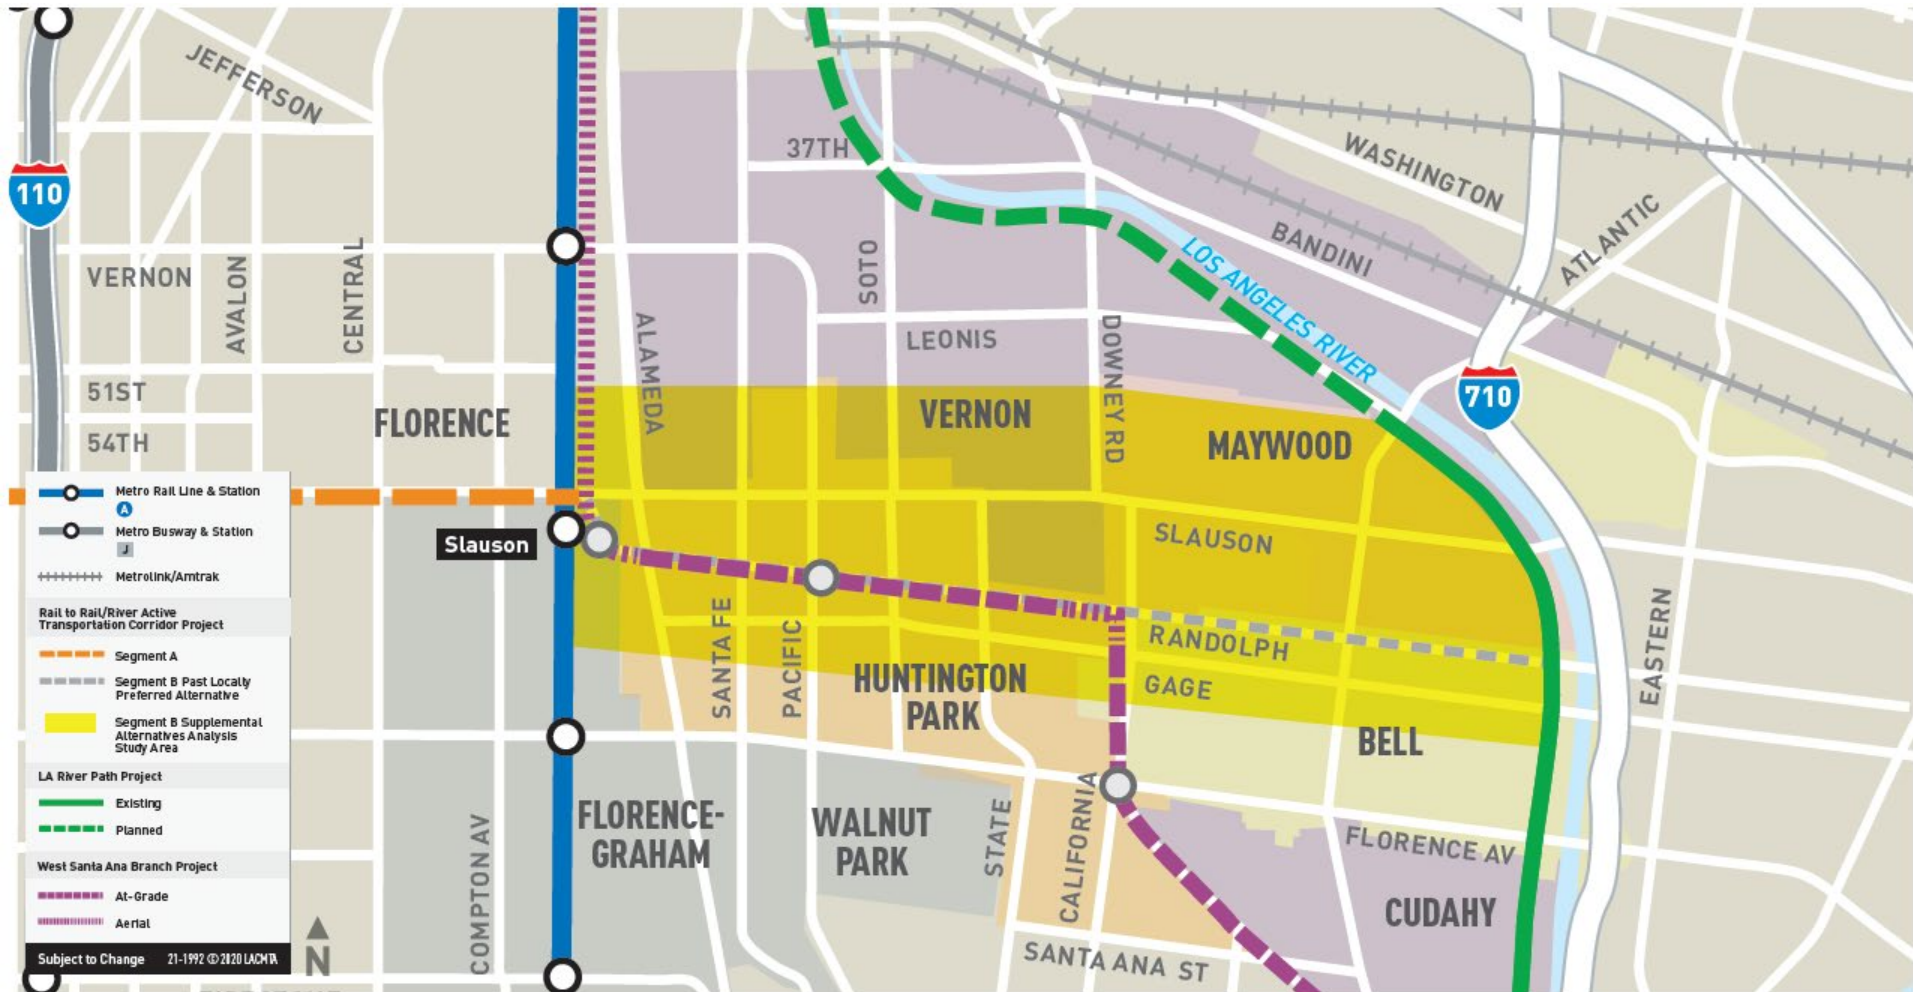 JEFFERSON
110
37TH
WASHINGTON
ATLANTIC
BANDINI
LOS ANGELES RIVER
VERNON
AVALON
CENTRAL
SOTO
ALAMEDA
LEONIS
DOWNEY RD
51ST
54TH
FLORENCE
VERNON
MAYWOOD
710
Slauson
SLAUSON
SANTA FE
PACIFIC
RANDOLPH
GAGE
EASTERN
HUNTINGTON
PARK
BELL
FLORENCE-
GRAHAM
WALNUT
PARK
STATE
CALIFORNIA
FLORENCE AV
CUDAHY
COMPTON AV
SANTA ANA ST
Metro Rail Line & Station
A
Metro Busway & Station
J
Metrolink/Amtrak
Rail to Rail/River Active
Transportation Corridor Project
Segment A
Segment B Past Locally
Preferred Alternative
Segment B Supplemental
Alternatives Analysis
Study Area
LA River Path Project
Existing
Planned
West Santa Ana Branch Project
At-Grade
Aerial
Subject to Change 21-1992 ©2020 LACMTA
N